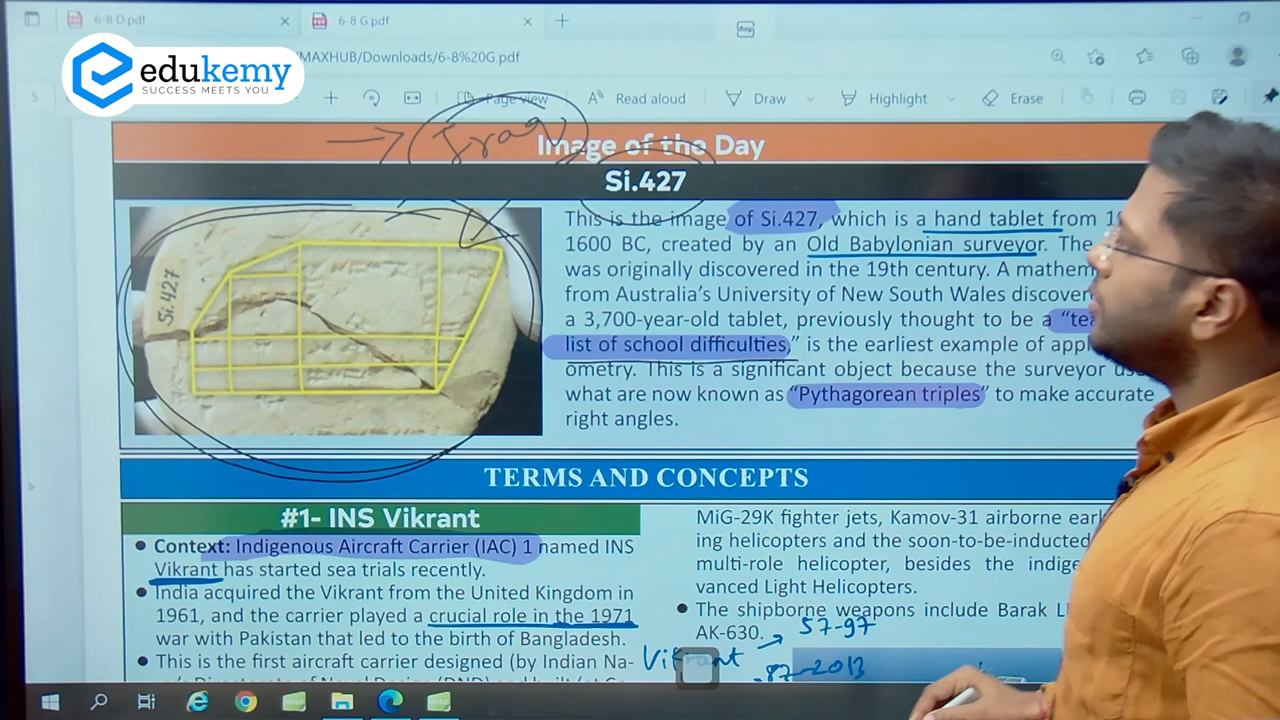 6-8 D.pdf
6-8 G.pdf
edukemy
SUCCESS MEETS YOU
/MAXHUB/Downloads/6-8%20G.pdf
5
Page view
Read aloud
Draw
Highlight
Erase
Iraq
Image of the Day
Si.427
Si.427
This is the image of Si.427, which is a hand tablet from
1600 BC, created by an Old Babylonian surveyor. The
was originally discovered in the 19th century. A mathem
from Australia's University of New South Wales discover
a 3,700-year-old tablet, previously thought to be a "tea
list of school difficulties," is the earliest example of app
ometry. This is a significant object because the surveyor use
what are now known as "Pythagorean triples" to make accurate
right angles.
TERMS AND CONCEPTS
#1- INS Vikrant
● Context: Indigenous Aircraft Carrier (IAC) 1 named INS
Vikrant has started sea trials recently.
● India acquired the Vikrant from the United Kingdom in
1961, and the carrier played a crucial role in the 1971
war with Pakistan that led to the birth of Bangladesh.
● This is the first aircraft carrier designed (by Indian Na-
MiG-29K fighter jets, Kamov-31 airborne earl
ing helicopters and the soon-to-be-inducted
multi-role helicopter, besides the indige
vanced Light Helicopters.
● The shipborne weapons include Barak L
AK-630.
57-97
Vikrant
87-2013